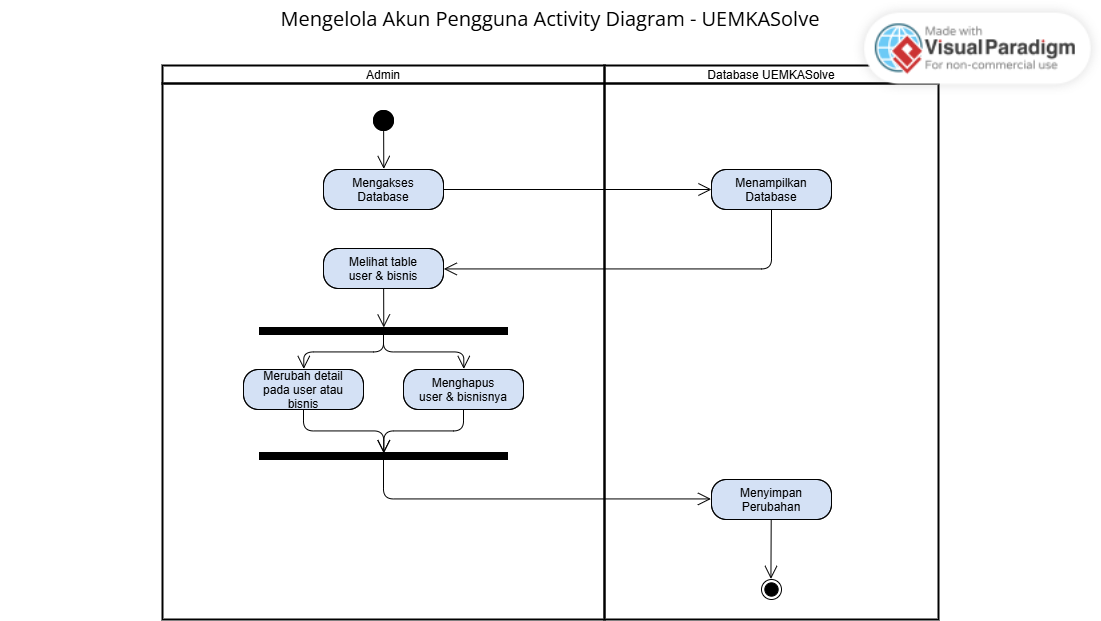 Mengelola Akun Pengguna Activity Diagram - UEMKASolve
Made with
Visual Paradigm
For non-commercial use
Admin
Database UEMKASolve
Mengakses
Database
Menampilkan
Database
Melihat table
user & bisnis
Merubah detail
pada user atau
bisnis
Menghapus
user & bisnisnya
Menyimpan
Perubahan